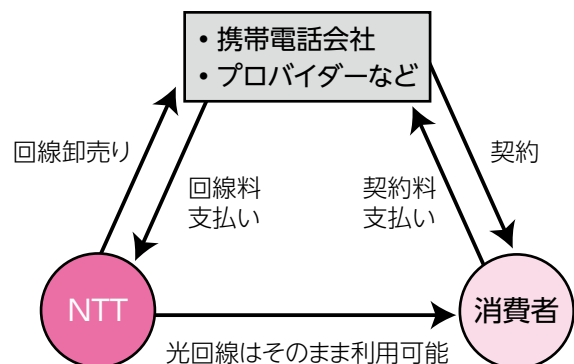 ・携帯電話会社
・プロバイダーなど
回線卸売り
回線料
支払い
契約料
支払い
契約
NTT
消費者
光回線はそのまま利用可能